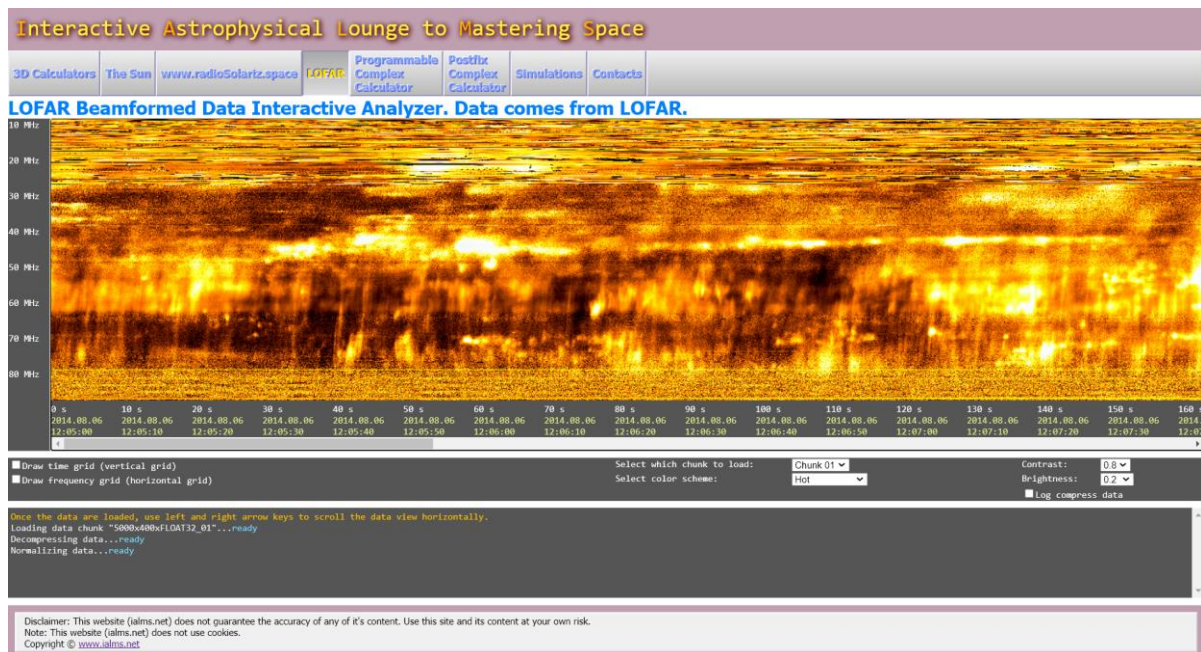 Interactive Astrophysical Lounge to Mastering Space
3D Calculators
The Sun
www.radioSolariz.space
LOFAR
Programmable
Complex
Calculator
Postfix
Complex
Calculator
Simulations
Contacts
LOFAR Beamformed Data Interactive Analyzer. Data comes from LOFAR.
10 MHz
20 MHz
30 MHz
40 MHz
50 MHz
60 MHz
70 MHz
80 MHz
0 s 10 s 20 s 30 s 40 s 50 s 60 s 70 s 80 s 90 s 100 s 110 s 120 s 130 s 140 s 150 s 160
2014.08.06 2014.08.06 2014.08.06 2014.08.06 2014.08.06 2014.08.06 2014.08.06 2014.08.06 2014.08.06 2014.08.06 2014.08.06 2014.08.06 2014.08.06 2014.08.06 2014.08.06 2014.08.06
12:05:00 12:05:10 12:05:20 12:05:30 12:05:40 12:05:50 12:06:00 12:06:10 12:06:20 12:06:30 12:06:40 12:06:50 12:07:00 12:07:10 12:07:20 12:07:30
Draw time grid (vertical grid) Select which chunk to load: Chunk 01 Contrast: 0.8
Draw frequency grid (horizontal grid) Select color scheme: Hot Brightness: 0.2
Log compress data
Once the data are loaded, use left and right arrow keys to scroll the data view horizontally.
Loading data chunk "5000x400xFLOAT32_01"...ready
Decompressing data...ready
Normalizing data...ready
Disclaimer: This website (ialms.net) does not guarantee the accuracy of any of it's content. Use this site and its content at your own risk.
Note: This website (ialms.net) does not use cookies.
Copyright © www.ialms.net